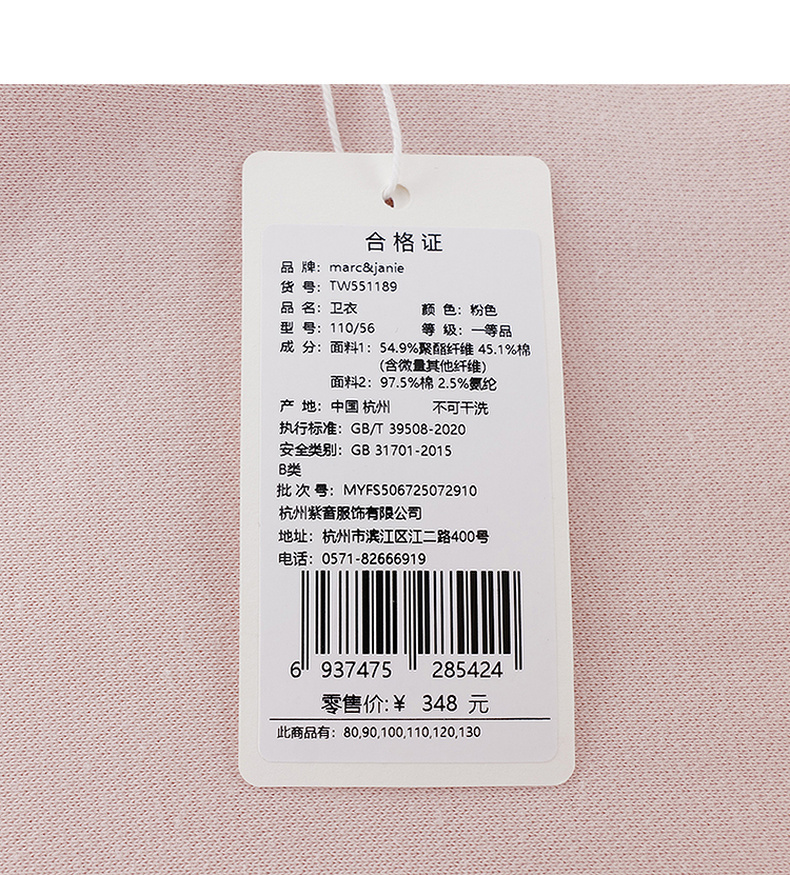 合格证
品 牌：marc&janie
货 号：TW551189
品 名：卫衣 颜 色：粉色
型 号：110/56 等 级：一等品
成 分：面料1：54.9%聚酯纤维 45.1%棉
(含微量其他纤维)
面料2：97.5%棉 2.5%氨纶
产 地：中国 杭州 不可干洗
执行标准：GB/T 39508-2020
安全类别：GB 31701-2015
B类
批 次 号：MYFS506725072910
杭州紫奮服饰有限公司
地址：杭州市滨江区江二路400号
电话：0571-82666919
6 937475 285424
零售价:￥ 348 元
此商品有：80,90,100,110,120,130